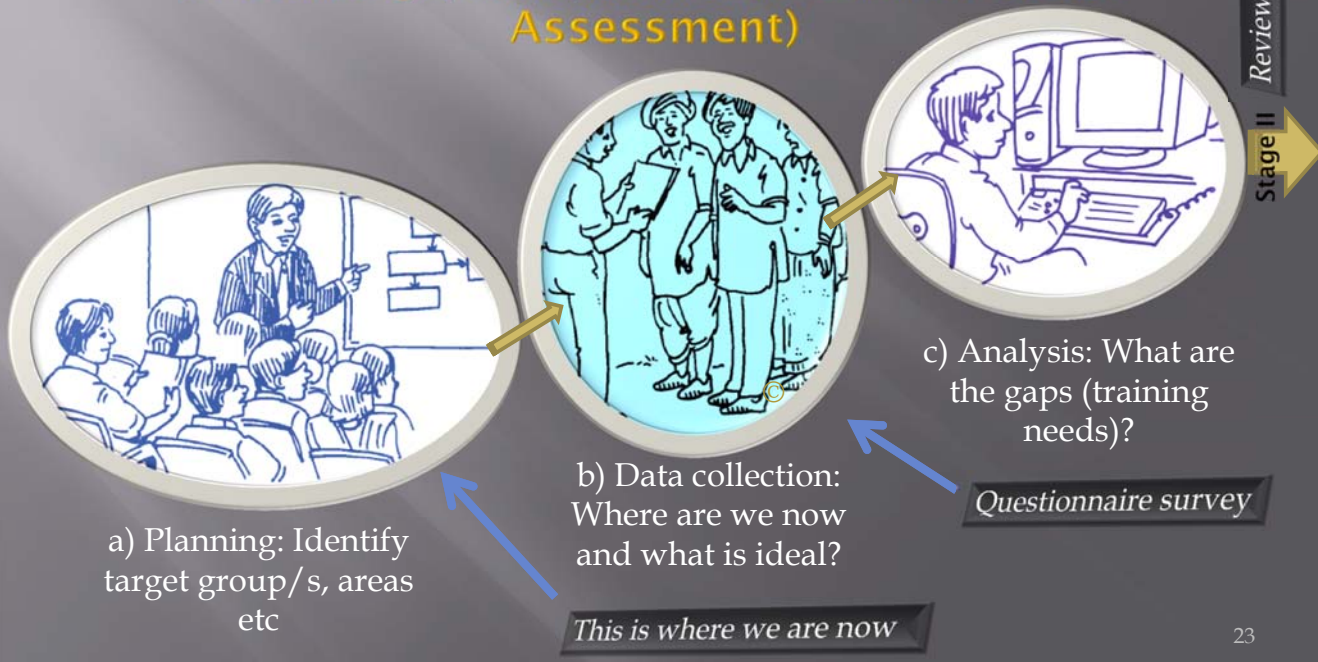 Assessment)
Review
Stage II
a) Planning: Identify
target group/s, areas
etc
b) Data collection:
Where are we now
and what is ideal?
c) Analysis: What are
the gaps (training
needs)?
Questionnaire survey
This is where we are now
©
23